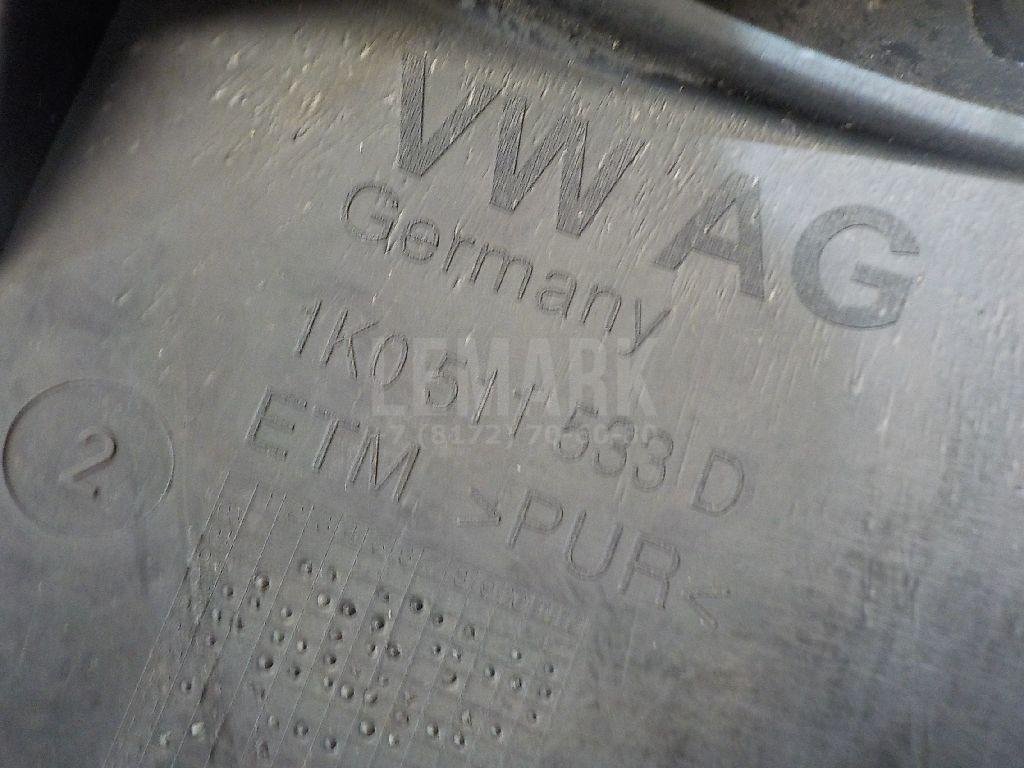 VW AG
Germany
1K0 511 533 D
ETM >PUR<
2
LEMARK